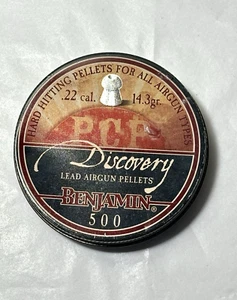 HARD HITTING PELLETS FOR ALL AIRGUN TYPES
.22 cal. 14.3gr.
PCP
Discovery
LEAD AIRGUN PELLETS
BENJAMIN®
500